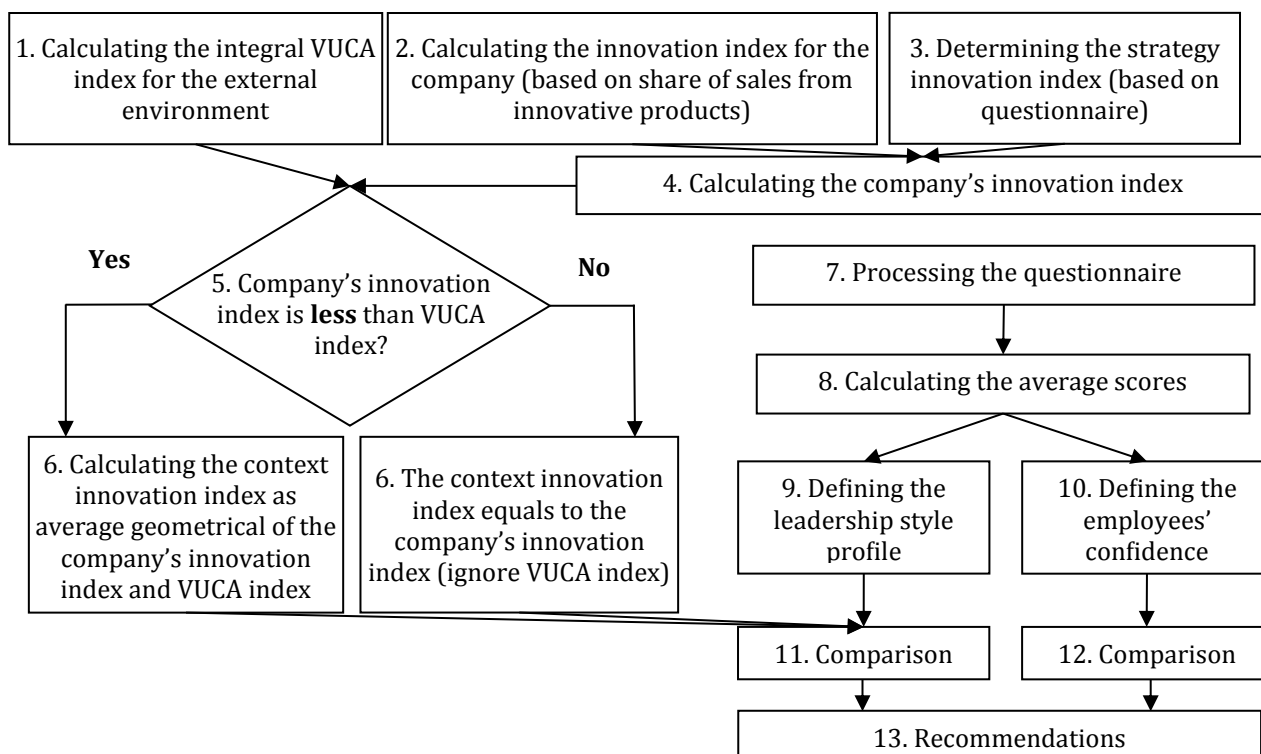 1. Calculating the integral VUCA
index for the external
environment
2. Calculating the innovation index for the
company (based on share of sales from
innovative products)
3. Determining the strategy
innovation index (based on
questionnaire)
4. Calculating the company’s innovation index
Yes
No
5. Company’s innovation
index is less than VUCA
index?
7. Processing the questionnaire
8. Calculating the average scores
6. Calculating the context
innovation index as
average geometrical of the
company’s innovation
index and VUCA index
6. The context innovation
index equals to the
company’s innovation
index (ignore VUCA index)
9. Defining the
leadership style
profile
10. Defining the
employees’
confidence
11. Comparison
12. Comparison
13. Recommendations